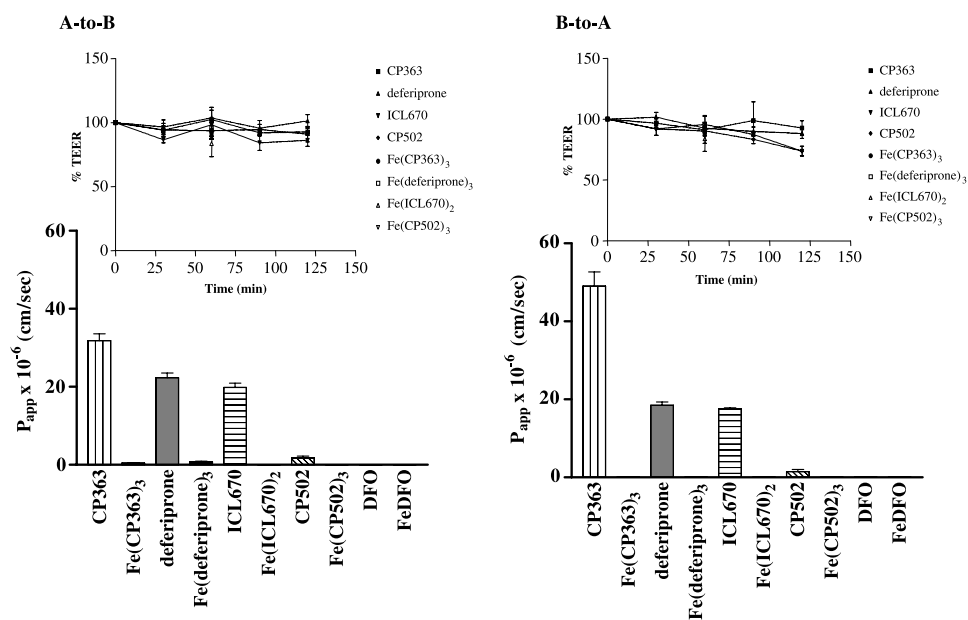 A-to-B
150
100
50
0
% TEER
0 25 50 75 100 125 150
Time (min)
CP363
deferiprone
ICL670
CP502
Fe(CP363)3
Fe(deferiprone)3
Fe(ICL670)2
Fe(CP502)3
60
40
20
0
Papp x 10-6 (cm/sec)
CP363
Fe(CP363)3
deferiprone
Fe(deferiprone)3
ICL670
Fe(ICL670)2
CP502
Fe(CP502)3
DFO
FeDFO
B-to-A
150
100
50
0
% TEER
0 25 50 75 100 125 150
Time (min)
CP363
deferiprone
ICL670
CP502
Fe(CP363)3
Fe(deferiprone)3
Fe(ICL670)2
Fe(CP502)3
60
40
20
0
Papp x 10-6 (cm/sec)
CP363
Fe(CP363)3
deferiprone
Fe(deferiprone)3
ICL670
Fe(ICL670)2
CP502
Fe(CP502)3
DFO
FeDFO